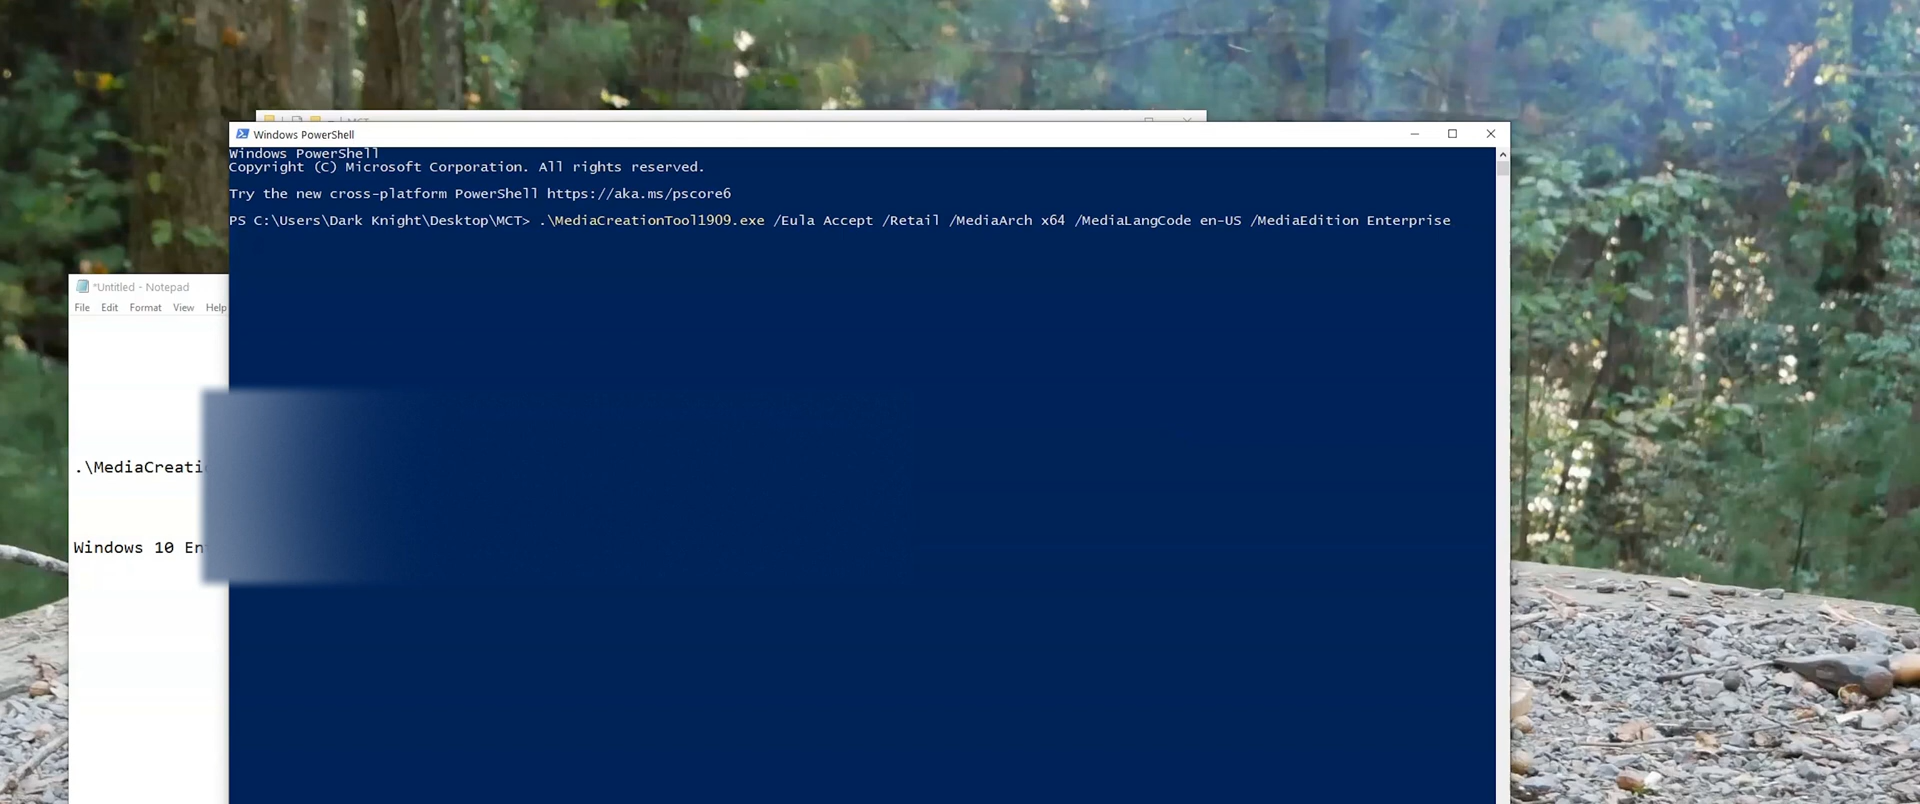 MCT
Windows PowerShell
Windows PowerShell
Copyright (C) Microsoft Corporation. All rights reserved.
Try the new cross-platform PowerShell https://aka.ms/pscore6
PS C:\Users\Dark Knight\Desktop\MCT> .\MediaCreationTool1909.exe /Eula Accept /Retail /MediaArch x64 /MediaLangCode en-US /MediaEdition Enterprise
*Untitled - Notepad
File Edit Format View Help
.\MediaCreati
Windows 10 En